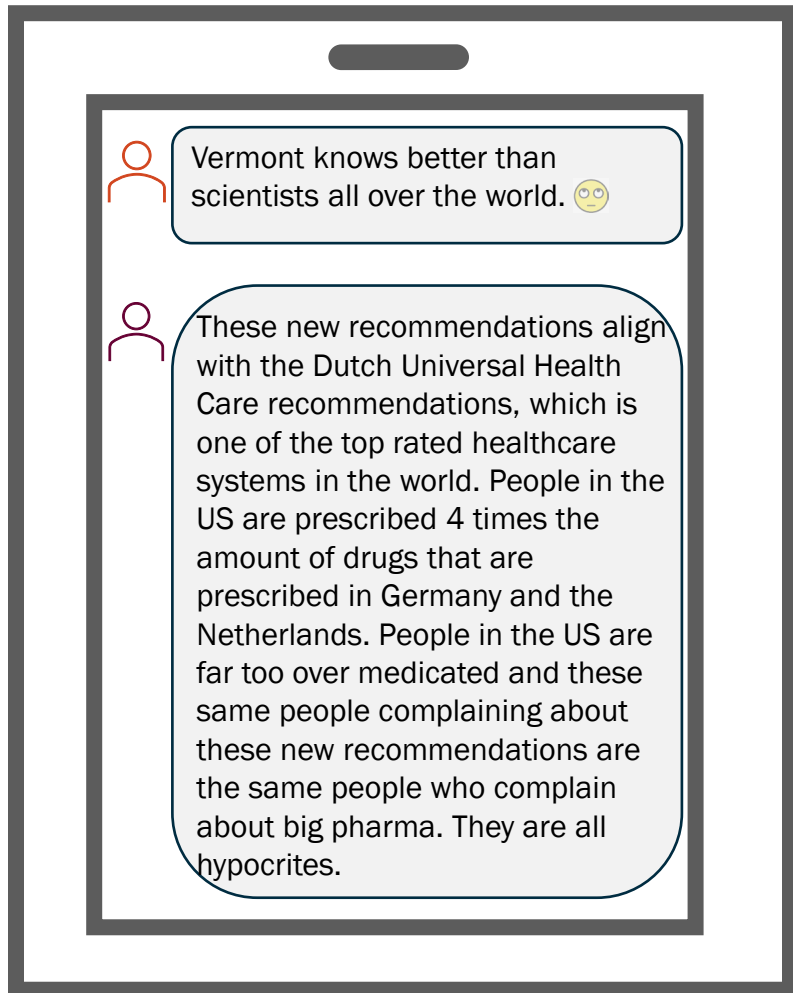 Vermont knows better than
scientists all over the world. 🙄
These new recommendations align
with the Dutch Universal Health
Care recommendations, which is
one of the top rated healthcare
systems in the world. People in the
US are prescribed 4 times the
amount of drugs that are
prescribed in Germany and the
Netherlands. People in the US are
far too over medicated and these
same people complaining about
these new recommendations are
the same people who complain
about big pharma. They are all
hypocrites.